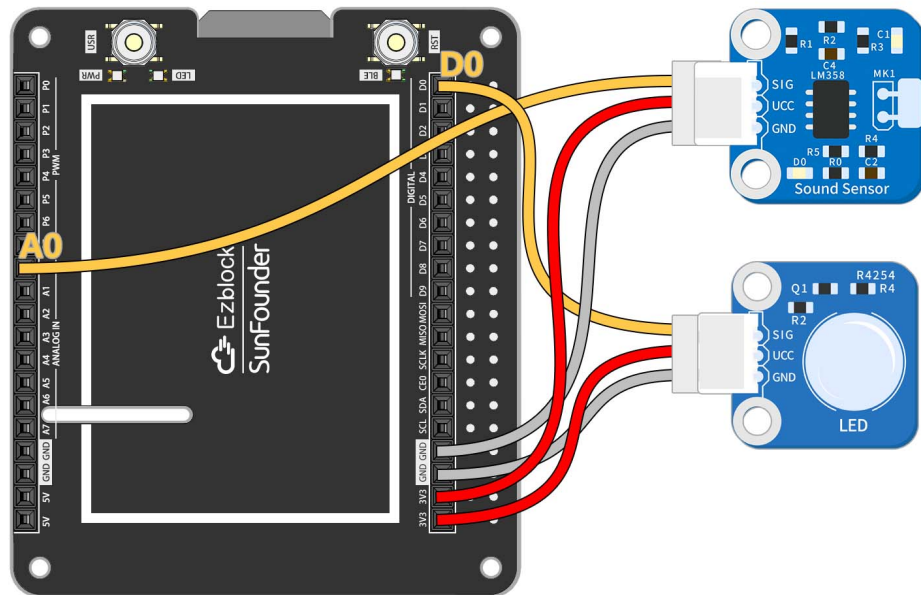 USR
PWR
LED
BLE
RST
D0
P0
P1
P2
P3
P4
P5
P6
PWM
A0
A1
A2
A3
A4
A5
A6
A7
ANALOG IN
GND
GND
5V
5V
Ezblock
SunFounder
D0
D1
D2
D4
D5
D6
D7
D8
D9
DIGITAL
MOSI
MISO
SCLK
CE0
SDA
SCL
GND
GND
3V3
3V3
R1
R2
C4
LM358
R3
C1
MK1
SIG
UCC
GND
R5
R4
D0
R0
C2
Sound Sensor
Q1
R4254
R4
R2
SIG
UCC
GND
LED